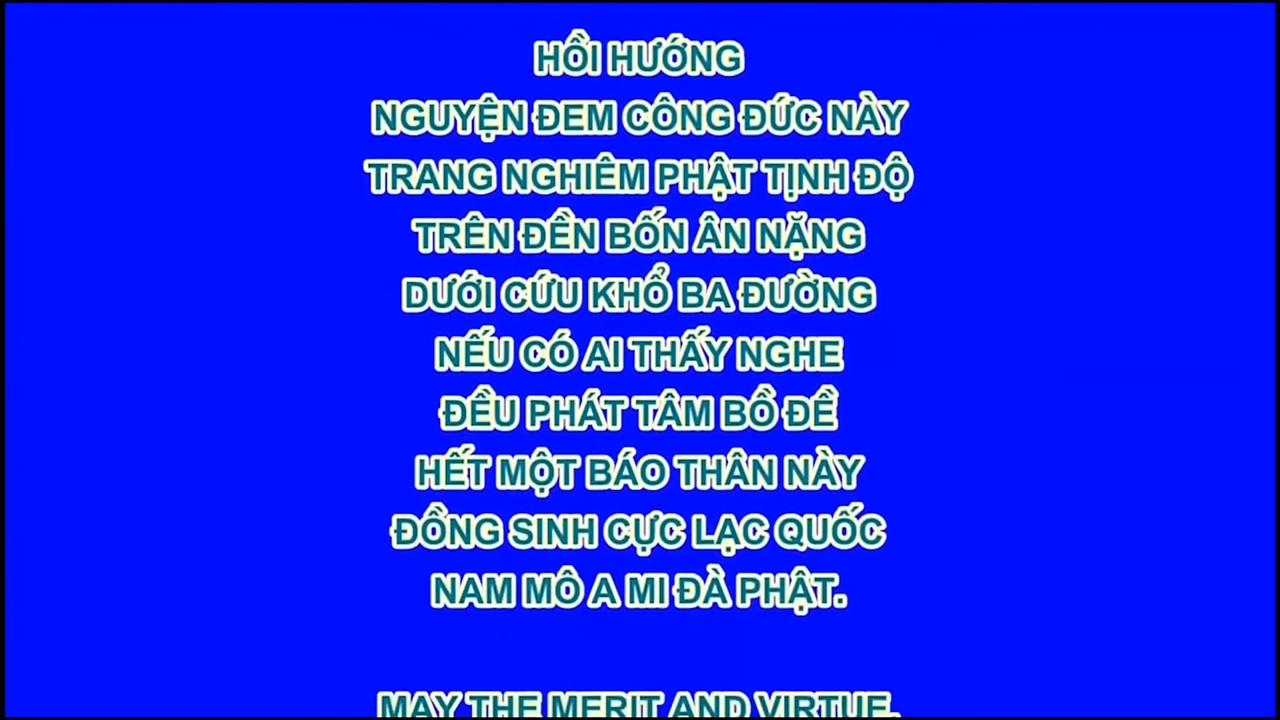 HỒI HƯỚNG
NGUYỆN ĐEM CÔNG ĐỨC NÀY
TRANG NGHIÊM PHẬT TỊNH ĐỘ
TRÊN ĐỀN BỐN ÂN NẶNG
DƯỚI CỨU KHỔ BA ĐƯỜNG
NẾU CÓ AI THẤY NGHE
ĐỀU PHÁT TÂM BỒ ĐỀ
HẾT MỘT BÁO THÂN NÀY
ĐỒNG SINH CỰC LẠC QUỐC
NAM MÔ A MI ĐÀ PHẬT.
MAY THE MERIT AND VIRTUE,